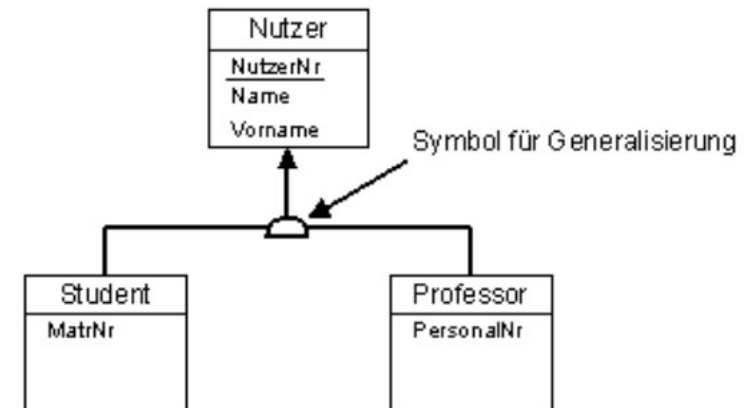 Nutzer
NutzerNr
Name
Vorname
Symbol für Generalisierung
Student
MatrNr
Professor
PersonalNr